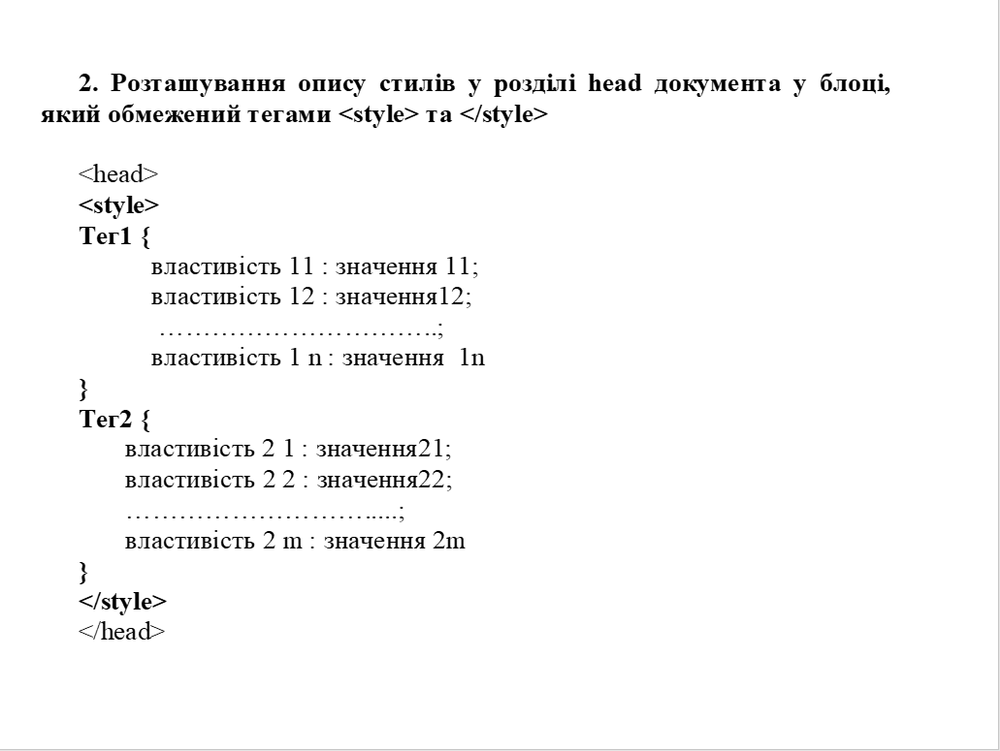 2. Розташування опису стилів у розділі head документа у блоці,
який обмежений тегами <style> та </style>
<head>
<style>
Тег1 {
властивість 11 : значення 11;
властивість 12 : значення12;
…………………………..;
властивість 1 n : значення  1n
}
Тег2 {
властивість 2 1 : значення21;
властивість 2 2 : значення22;
………………………....;
властивість 2 m : значення 2m
}
</style>
</head>